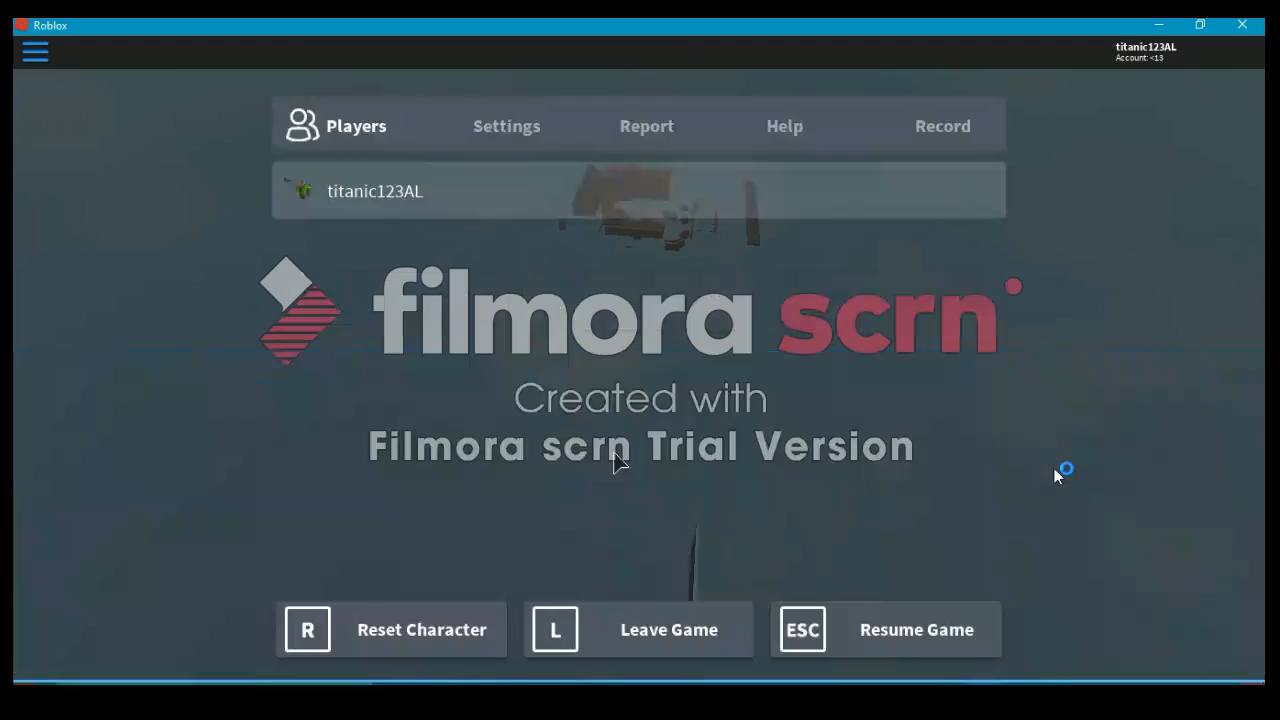 Roblox
titanic123AL
Account: <13
Players Settings Report Help Record
titanic123AL
filmora scrn
Created with
Filmora scrn Trial Version
R Reset Character L Leave Game ESC Resume Game